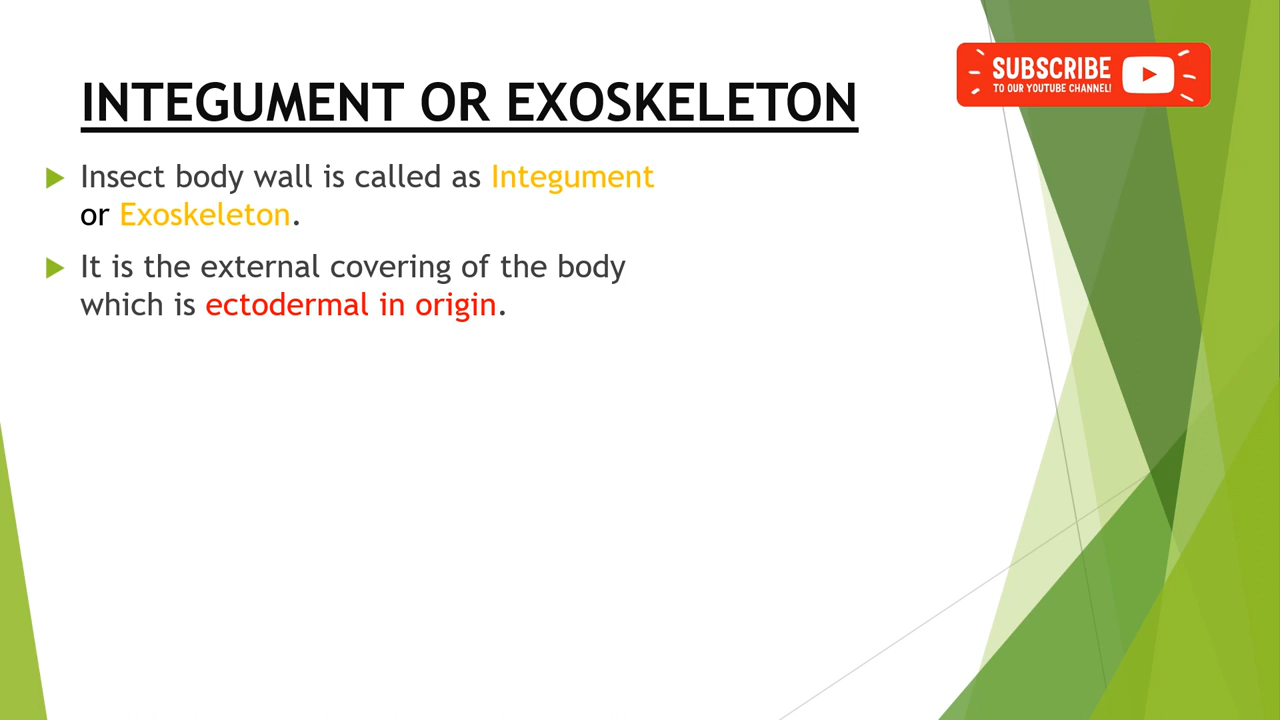 SUBSCRIBE
TO OUR YOUTUBE CHANNEL!
INTEGUMENT OR EXOSKELETON
Insect body wall is called as Integument
or Exoskeleton.
It is the external covering of the body
which is ectodermal in origin.